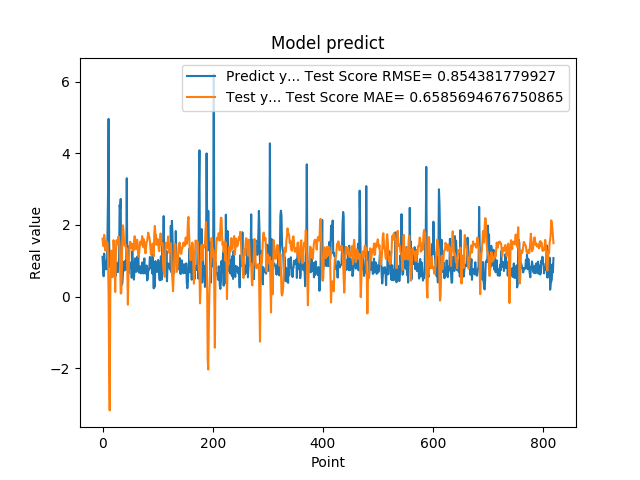 Model predict
Predict y... Test Score RMSE= 0.854381779927
Test y... Test Score MAE= 0.6585694676750865
Real value
6
4
2
0
−2
0 200 400 600 800
Point